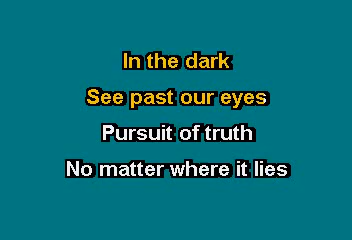 In the dark
See past our eyes
Pursuit of truth
No matter where it lies